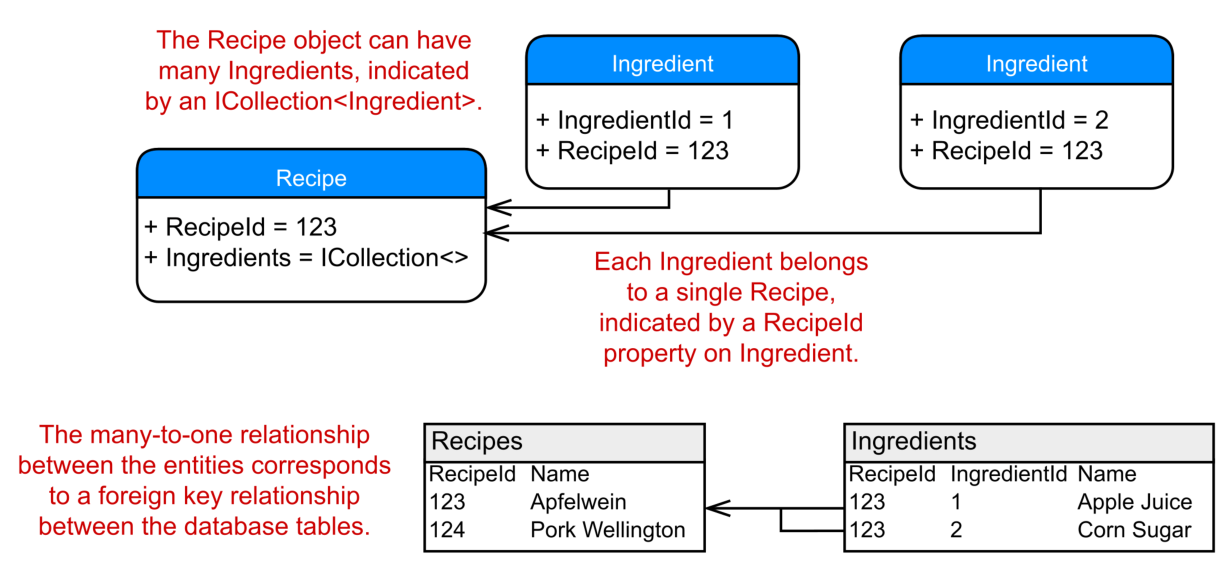 The Recipe object can have
many Ingredients, indicated
by an ICollection<Ingredient>.
Ingredient
+ IngredientId = 1
+ RecipeId = 123
Ingredient
+ IngredientId = 2
+ RecipeId = 123
Recipe
+ RecipeId = 123
+ Ingredients = ICollection<>
Each Ingredient belongs
to a single Recipe,
indicated by a RecipeId
property on Ingredient.
The many-to-one relationship
between the entities corresponds
to a foreign key relationship
between the database tables.
Recipes
RecipeId Name
123 Apfelwein
124 Pork Wellington
Ingredients
RecipeId IngredientId Name
123 1 Apple Juice
123 2 Corn Sugar